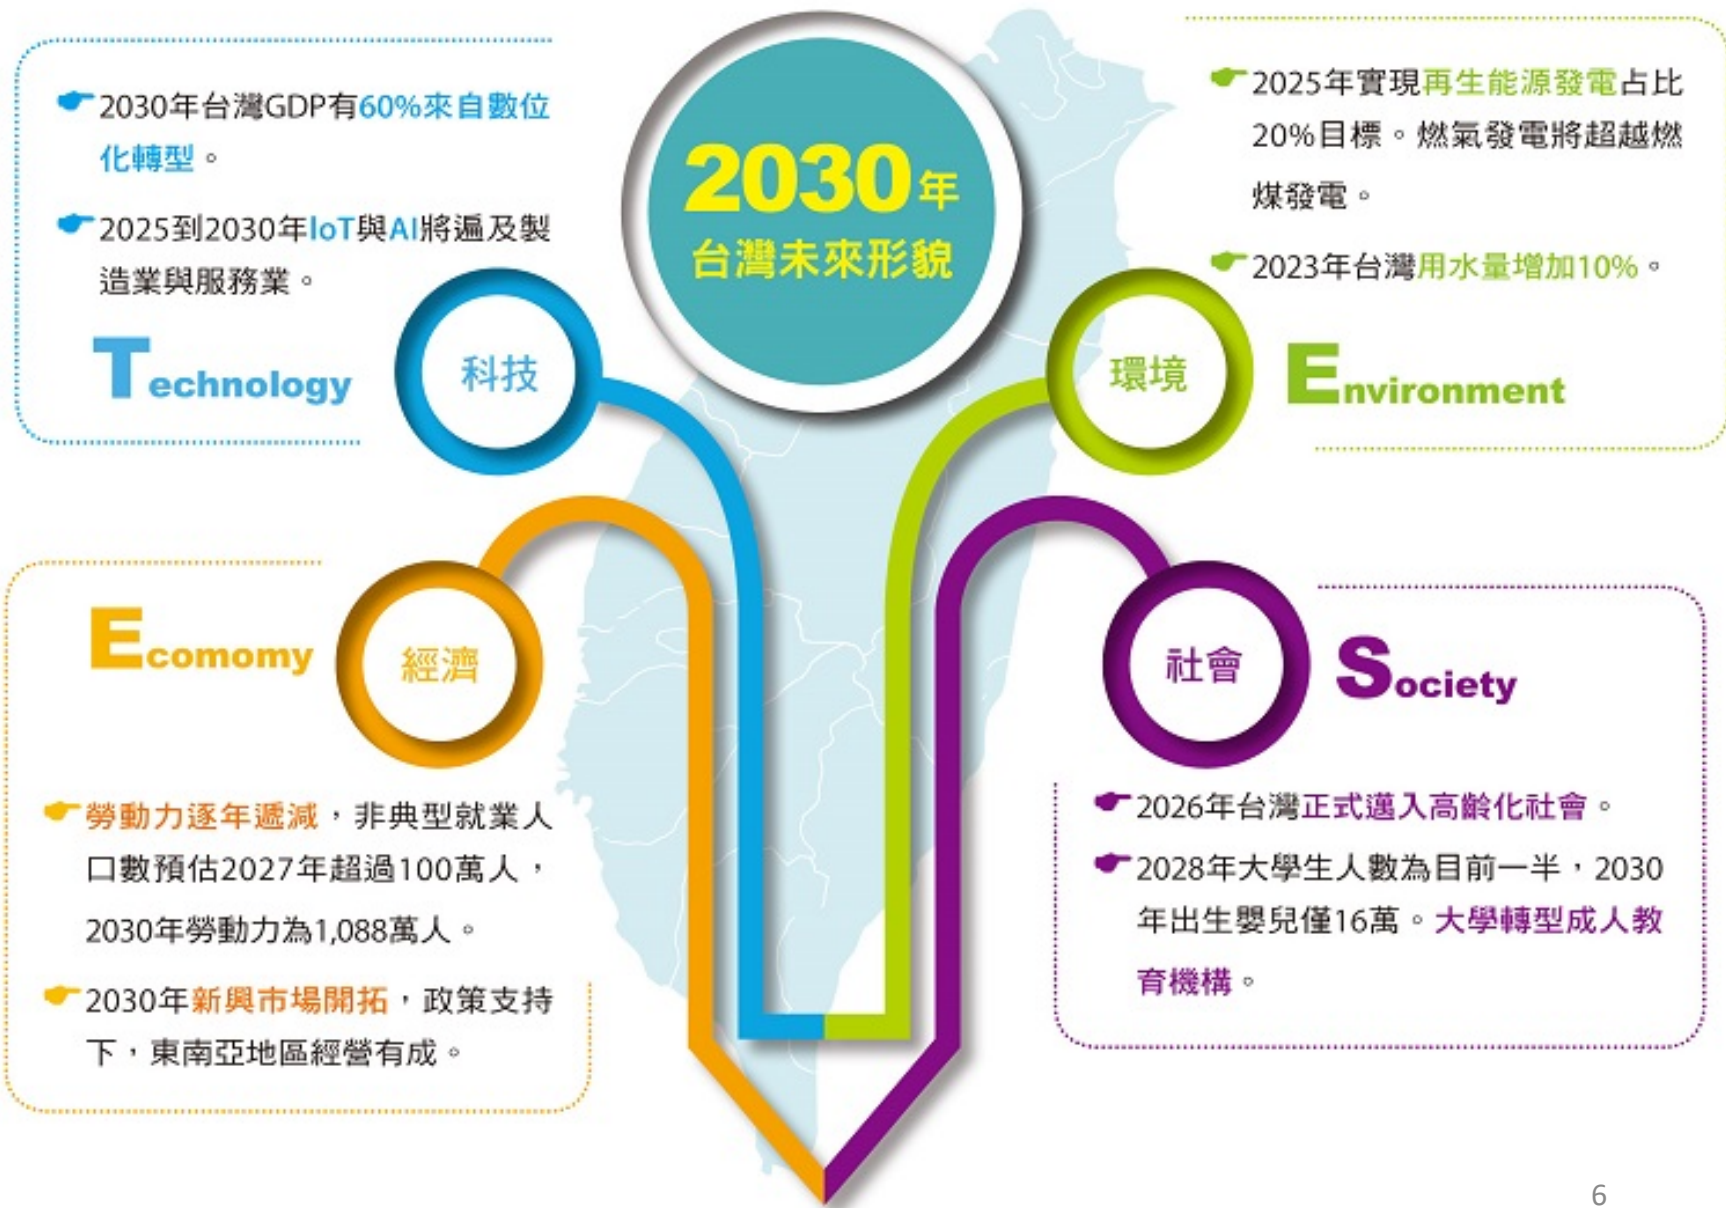 2030年
台灣未來形貌
2030年台灣GDP有60%來自數位
化轉型。
2025到2030年IoT與AI將遍及製
造業與服務業。
Technology
科技
2025年實現再生能源發電占比
20%目標。燃氣發電將超越燃
煤發電。
2023年台灣用水量增加10%。
環境
Environment
Ecomomy
經濟
勞動力逐年遞減，非典型就業人
口數預估2027年超過100萬人，
2030年勞動力為1,088萬人。
2030年新興市場開拓，政策支持
下，東南亞地區經營有成。
社會
Society
2026年台灣正式邁入高齡化社會。
2028年大學生人數為目前一半，2030
年出生嬰兒僅16萬。大學轉型成人教
育機構。
6